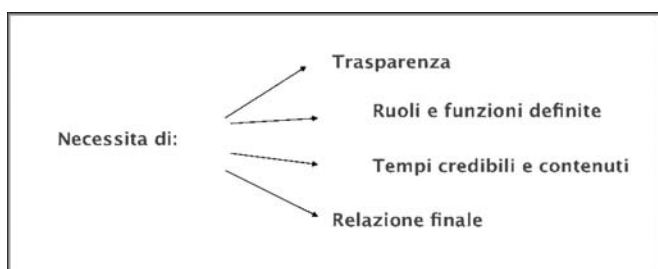 Trasparenza
Ruoli e funzioni definite
Necessita di:
Tempi credibili e contenuti
Relazione finale